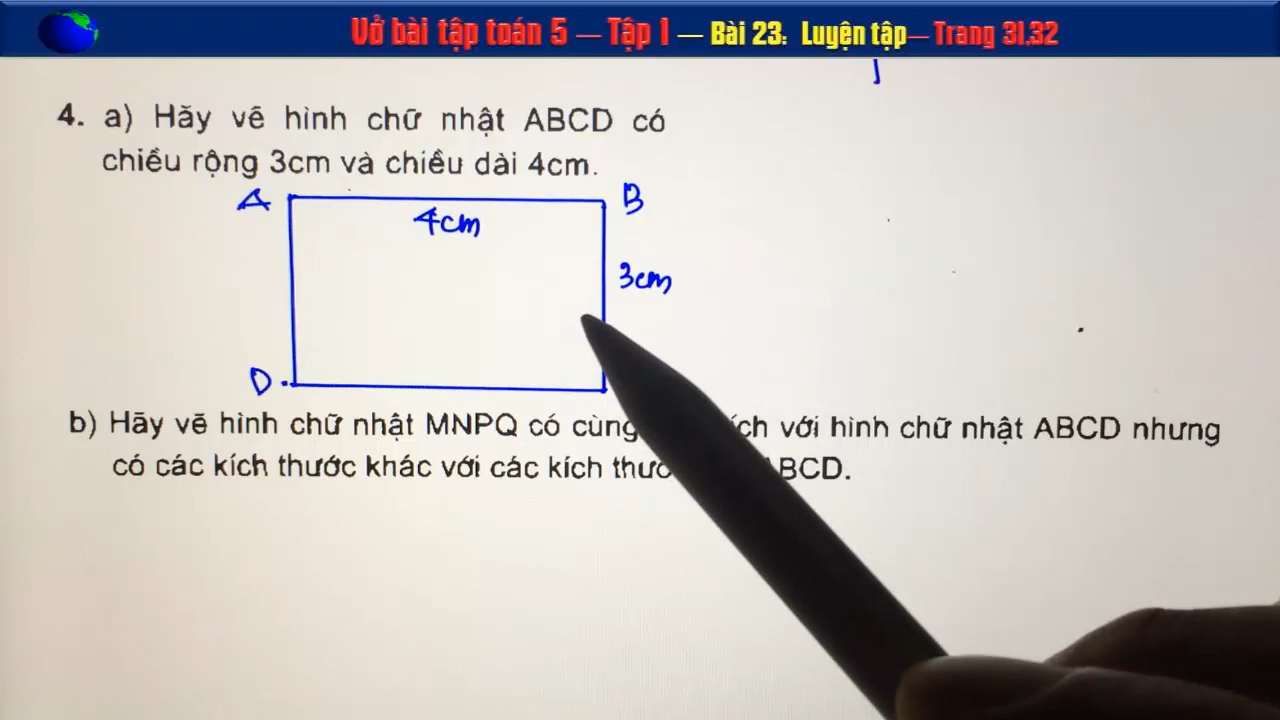 Vở bài tập toán 5 – Tập 1 – Bài 23: Luyện tập – Trang 31,32
4. a) Hãy vẽ hình chữ nhật ABCD có
chiều rộng 3cm và chiều dài 4cm.
A B
4cm
3cm
D
b) Hãy vẽ hình chữ nhật MNPQ có cùng ích với hình chữ nhật ABCD nhưng
có các kích thước khác với các kích thướ BCD.